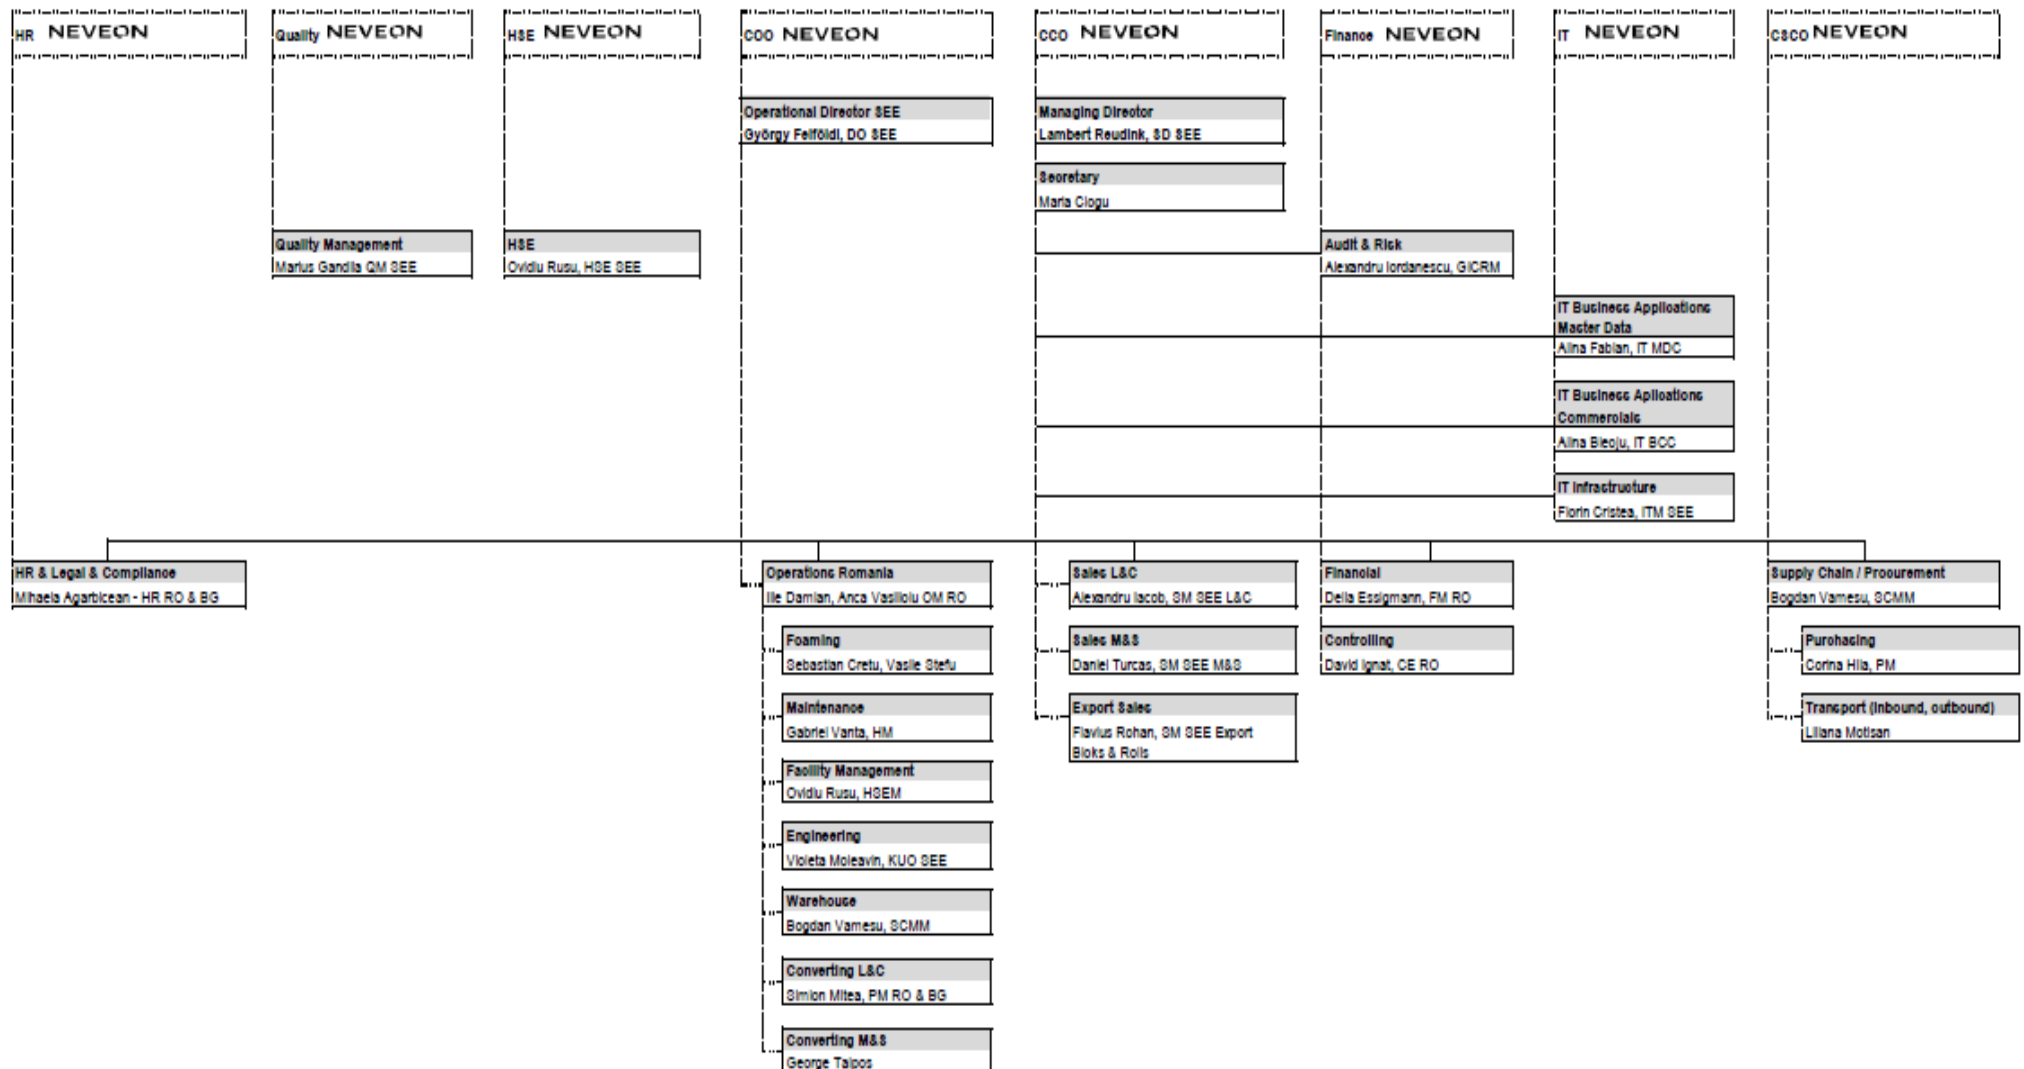 HR NEVEON
Quality NEVEON
HSE NEVEON
COO NEVEON
CCO NEVEON
Finance NEVEON
IT NEVEON
CSCO NEVEON
Operational Director SEE
György Felföldi, DO SEE
Managing Director
Lambert Reudink, SD SEE
Secretary
Maria Ciogu
Quality Management
Marius Gandila QM SEE
HSE
Ovidiu Rusu, HSE SEE
Audit & Risk
Alexandru Iordanescu, GICRM
IT Business Applications
Master Data
Alina Fabian, IT MDC
IT Business Aplications
Commercials
Alina Bleoju, IT BCC
IT Infrastructure
Florin Cristea, ITM SEE
HR & Legal & Compliance
Mihaela Agarbicean - HR RO & BG
Operations Romania
Ilie Damian, Anca Vasiloiu OM RO
Foaming
Sebastian Cretu, Vasile Stefu
Maintenance
Gabriel Vanta, HM
Facility Management
Ovidiu Rusu, HSEM
Engineering
Violeta Moleavin, KUO SEE
Warehouse
Bogdan Vamesu, SCMM
Converting L&C
Simion Mitea, PM RO & BG
Converting M&S
George Talpos
Sales L&C
Alexandru Iacob, SM SEE L&C
Sales M&S
Daniel Turcas, SM SEE M&S
Export Sales
Flavius Rohan, SM SEE Export
Bloks & Rolls
Financial
Delia Essigmann, FM RO
Controlling
David Ignat, CE RO
Supply Chain / Procurement
Bogdan Vamesu, SCMM
Purchasing
Corina Hila, PM
Transport (Inbound, outbound)
Liliana Motisan